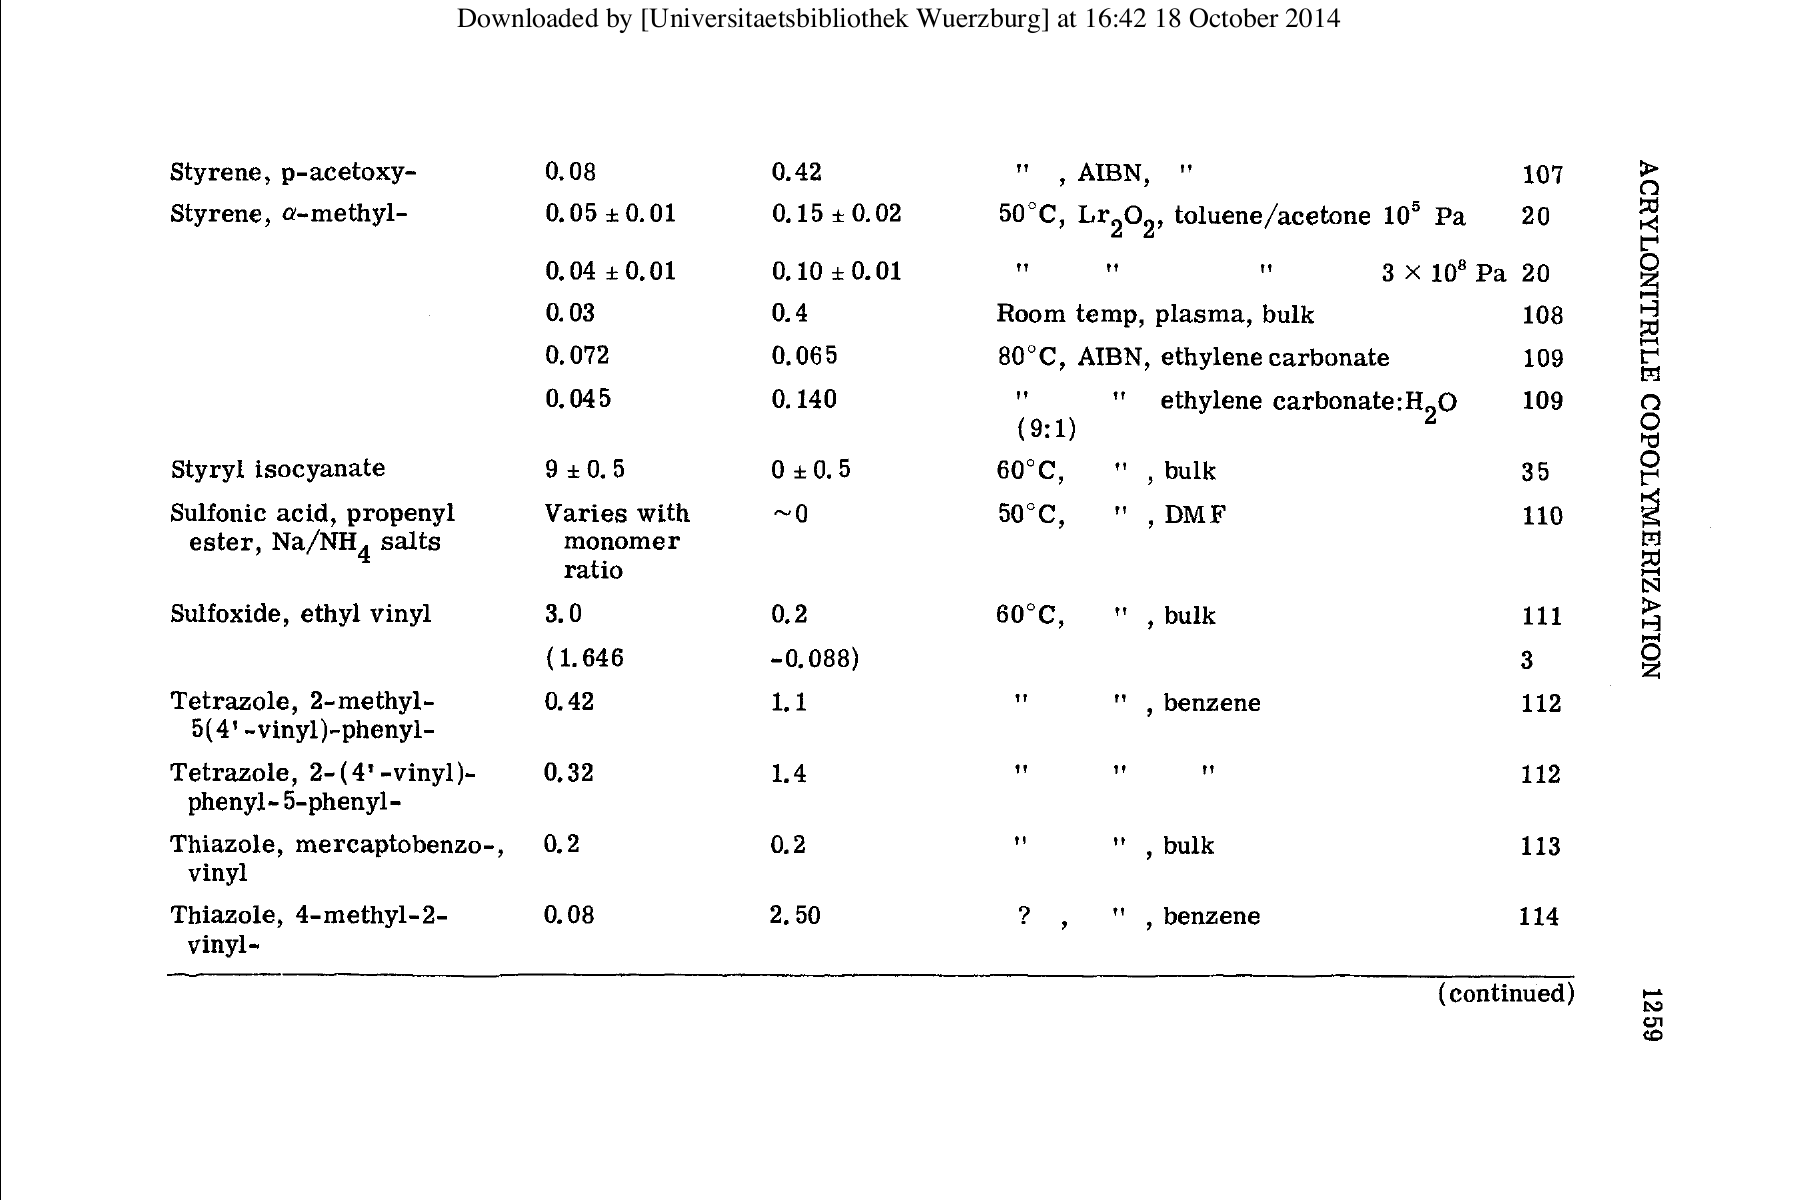 Downloaded by [Universitaetsbibliothek Wuerzburg] at 16:42 18 October 2014
Styrene, p-acetoxy- 0.08 0.42 " , AIBN, " 107
Styrene, α-methyl- 0.05 ± 0.01 0.15 ± 0.02 50°C, Lr₂O₂, toluene/acetone 10⁵ Pa 20
0.04 ± 0.01 0.10 ± 0.01 " " " 3 × 10⁸ Pa 20
0.03 0.4 Room temp, plasma, bulk 108
0.072 0.065 80°C, AIBN, ethylene carbonate 109
0.045 0.140 " " ethylene carbonate:H₂O 109
(9:1)
Styryl isocyanate 9 ± 0.5 0 ± 0.5 60°C, " , bulk 35
Sulfonic acid, propenyl Varies with ~0 50°C, " , DMF 110
ester, Na/NH₄ salts monomer
ratio
Sulfoxide, ethyl vinyl 3.0 0.2 60°C, " , bulk 111
(1.646 -0.088) 3
Tetrazole, 2-methyl- 0.42 1.1 " " , benzene 112
5(4'-vinyl)-phenyl-
Tetrazole, 2-(4'-vinyl)- 0.32 1.4 " " " 112
phenyl-5-phenyl-
Thiazole, mercaptobenzo-, 0.2 0.2 " " , bulk 113
vinyl
Thiazole, 4-methyl-2- 0.08 2.50 ? , " , benzene 114
vinyl-
(continued)
ACRYLONITRILE COPOLYMERIZATION
1259